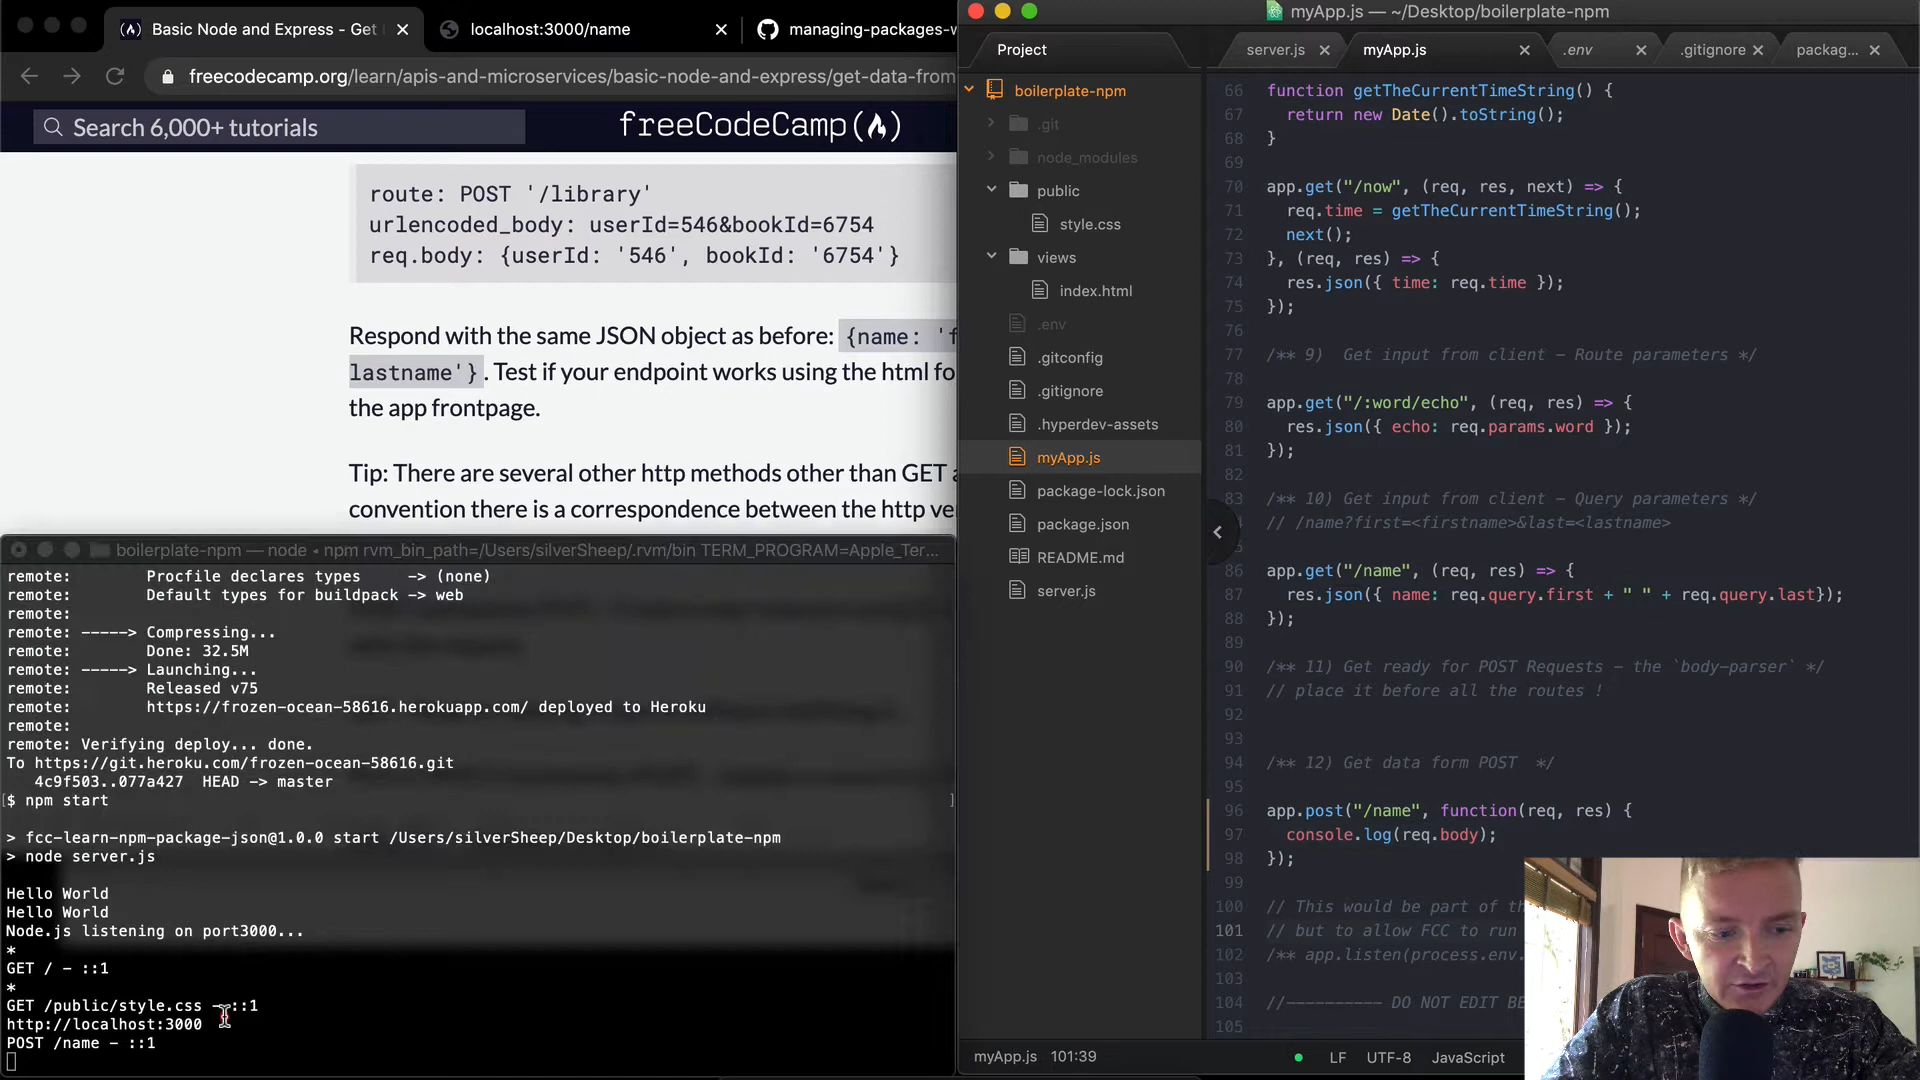 Basic Node and Express - Get
localhost:3000/name
managing-packages-w
freecodecamp.org/learn/apis-and-microservices/basic-node-and-express/get-data-from
Search 6,000+ tutorials
freeCodeCamp
route: POST '/library'
urlencoded_body: userId=546&bookId=6754
req.body: {userId: '546', bookId: '6754'}
Respond with the same JSON object as before: {name: 'f
lastname'}. Test if your endpoint works using the html fo
the app frontpage.
Tip: There are several other http methods other than GET a
convention there is a correspondence between the http ve
boilerplate-npm — node ◂ npm rvm_bin_path=/Users/silverSheep/.rvm/bin TERM_PROGRAM=Apple_Ter...
remote: Procfile declares types -> (none)
remote: Default types for buildpack -> web
remote:
remote: -----> Compressing...
remote: Done: 32.5M
remote: -----> Launching...
remote: Released v75
remote: https://frozen-ocean-58616.herokuapp.com/ deployed to Heroku
remote:
remote: Verifying deploy... done.
To https://git.heroku.com/frozen-ocean-58616.git
4c9f503..077a427 HEAD -> master
[$ npm start ]
> fcc-learn-npm-package-json@1.0.0 start /Users/silverSheep/Desktop/boilerplate-npm
> node server.js
Hello World
Hello World
Node.js listening on port3000...
*
GET / - ::1
*
GET /public/style.css - ::1
http://localhost:3000
POST /name - ::1
myApp.js — ~/Desktop/boilerplate-npm
Project
server.js
myApp.js
.env
.gitignore
packag...
boilerplate-npm
.git
node_modules
public
style.css
views
index.html
.env
.gitconfig
.gitignore
.hyperdev-assets
myApp.js
package-lock.json
package.json
README.md
server.js
66 function getTheCurrentTimeString() {
67 return new Date().toString();
68 }
69
70 app.get("/now", (req, res, next) => {
71 req.time = getTheCurrentTimeString();
72 next();
73 }, (req, res) => {
74 res.json({ time: req.time });
75 });
76
77 /** 9)  Get input from client - Route parameters */
78
79 app.get("/:word/echo", (req, res) => {
80 res.json({ echo: req.params.word });
81 });
82
83 /** 10) Get input from client - Query parameters */
// /name?first=<firstname>&last=<lastname>
86 app.get("/name", (req, res) => {
87 res.json({ name: req.query.first + " " + req.query.last});
88 });
89
90 /** 11) Get ready for POST Requests - the `body-parser` */
91 // place it before all the routes !
92
93
94 /** 12) Get data form POST  */
95
96 app.post("/name", function(req, res) {
97 console.log(req.body);
98 });
99
100 // This would be part of th
101 // but to allow FCC to run
102 /** app.listen(process.env.
103
104 //---------- DO NOT EDIT BE
105
myApp.js 101:39
LF UTF-8 JavaScript